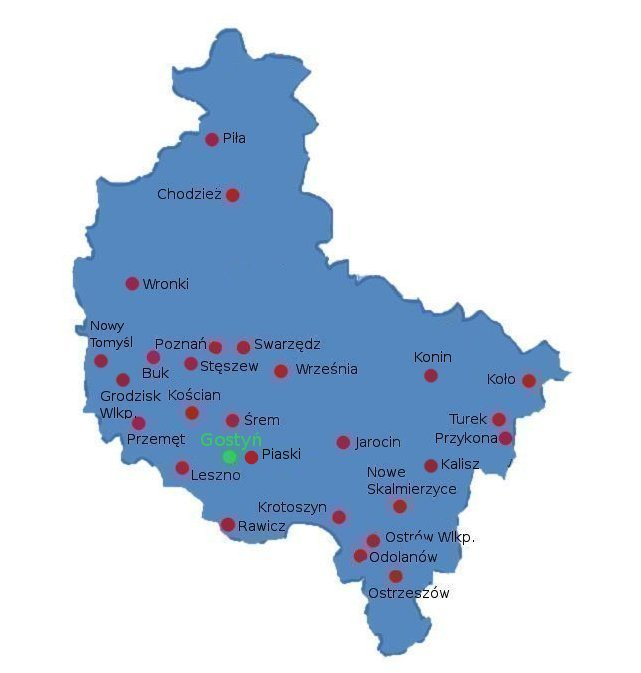 Piła
Chodzież
Wronki
Nowy
Tomyśl
Poznań
Swarzędz
Buk
Stęszew
Września
Konin
Koło
Grodzisk
Wlkp.
Kościan
Przemęt
Śrem
Turek
Przykona
Gostyń
Piaski
Jarocin
Leszno
Kalisz
Nowe
Skalmierzyce
Krotoszyn
Rawicz
Ostrów Wlkp.
Odolanów
Ostrzeszów